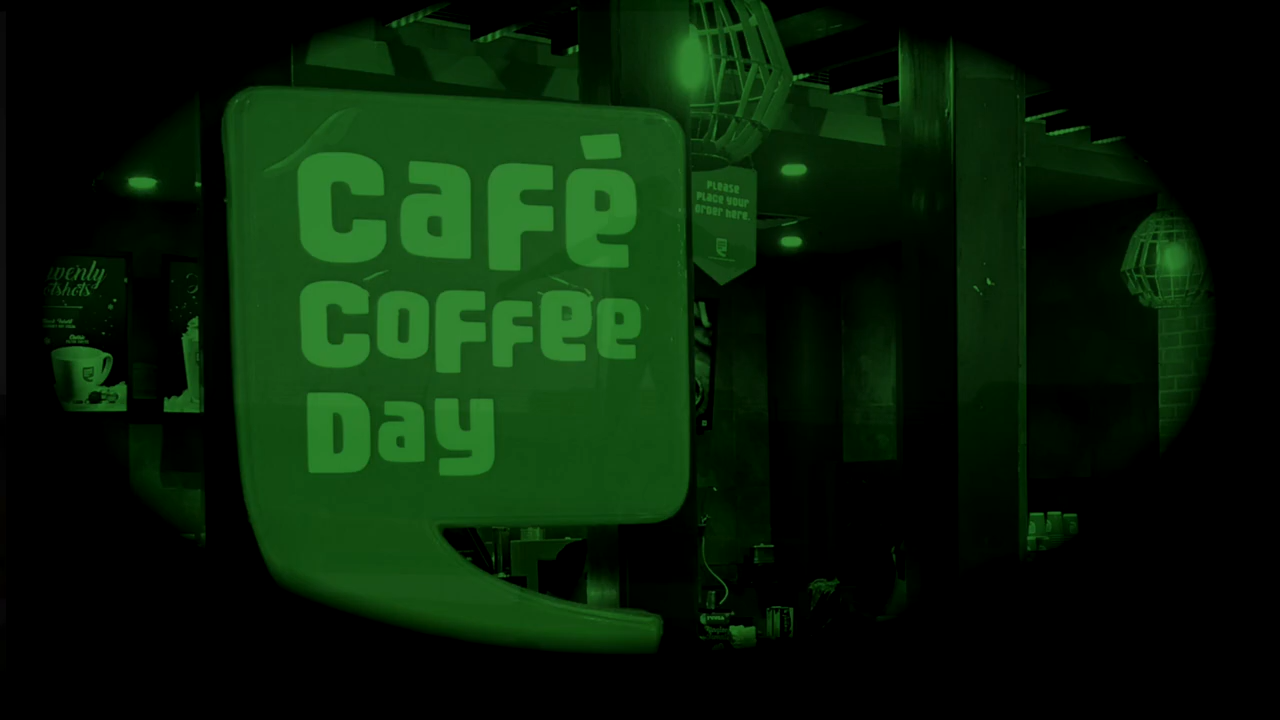 Café
Coffee
Day
Please
Place your
order here.